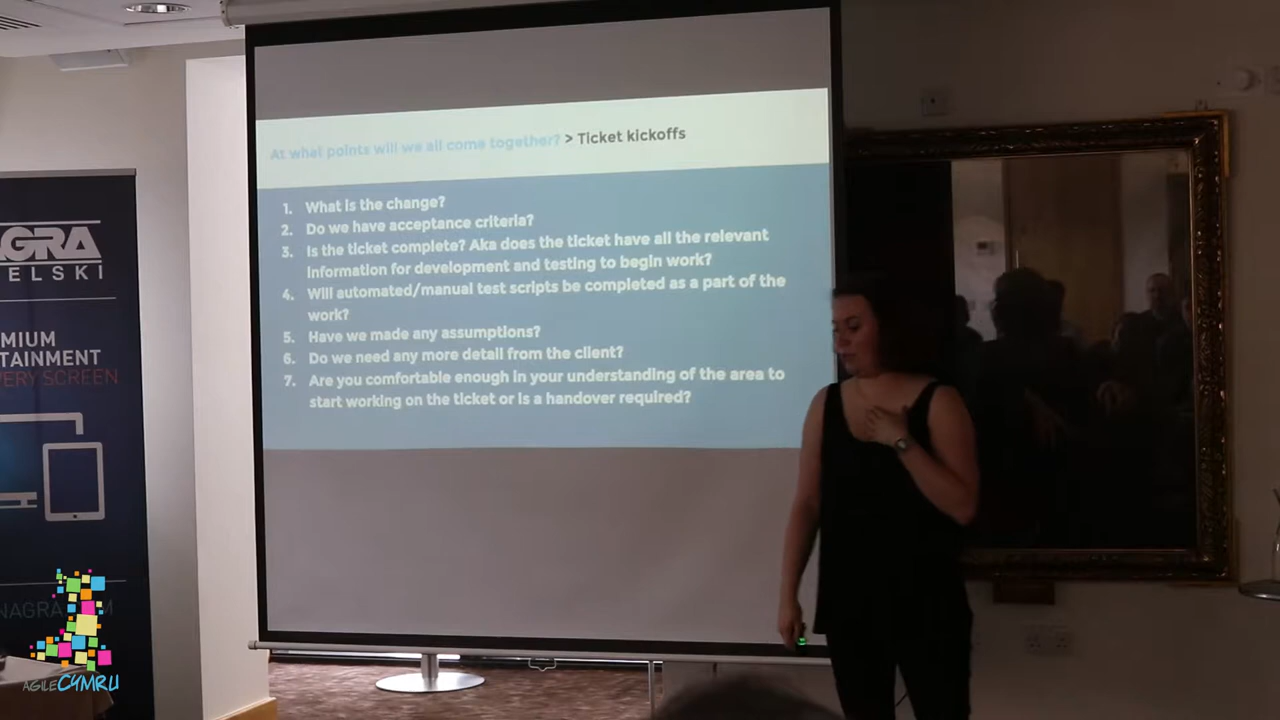 At what points will we all come together? > Ticket kickoffs
1. What is the change?
2. Do we have acceptance criteria?
3. Is the ticket complete? Aka does the ticket have all the relevant
information for development and testing to begin work?
4. Will automated/manual test scripts be completed as a part of the
work?
5. Have we made any assumptions?
6. Do we need any more detail from the client?
7. Are you comfortable enough in your understanding of the area to
start working on the ticket or is a handover required?
AGRA
ELSKI
MIUM
TAINMENT
VERY SCREEN
NAGRA
AGILECYMRU